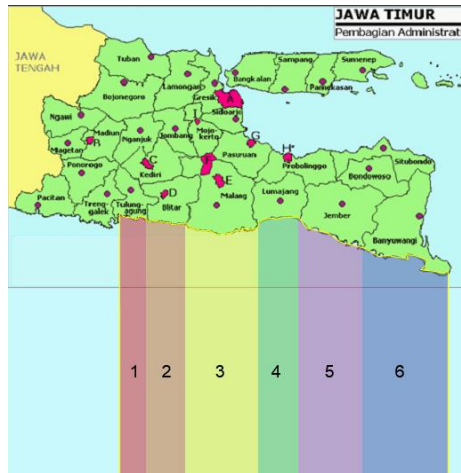 JAWA TIMUR
Pembagian Administrat
JAWA
TENGAH
Tuban
Sampang
Sumenep
Bangkalan
Lamongan
Pamekasan
Bojonegoro
Gresik
A
Sidoarjo
Ngawi
I
Madiun
B
Nganjuk
Jombang
Mojo-
kerto
G
Magetan
Pasuruan
H
Situbondo
Ponorogo
C
F
Probolinggo
Kediri
E
Bondowoso
Pacitan
Treng-
galek
Tulung-
agung
D
Blitar
Malang
Lumajang
Jember
Banyuwangi
1
2
3
4
5
6